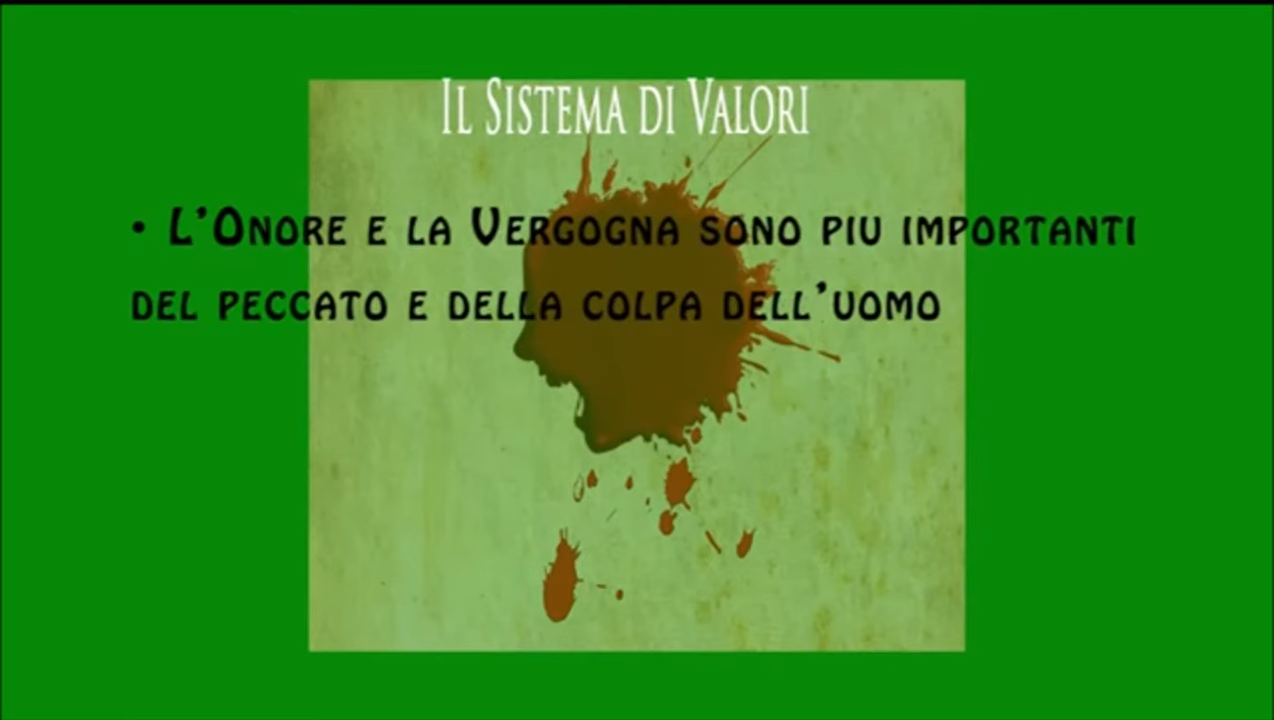 Il Sistema di Valori
• L'Onore e la Vergogna sono piu importanti
del peccato e della colpa dell'uomo